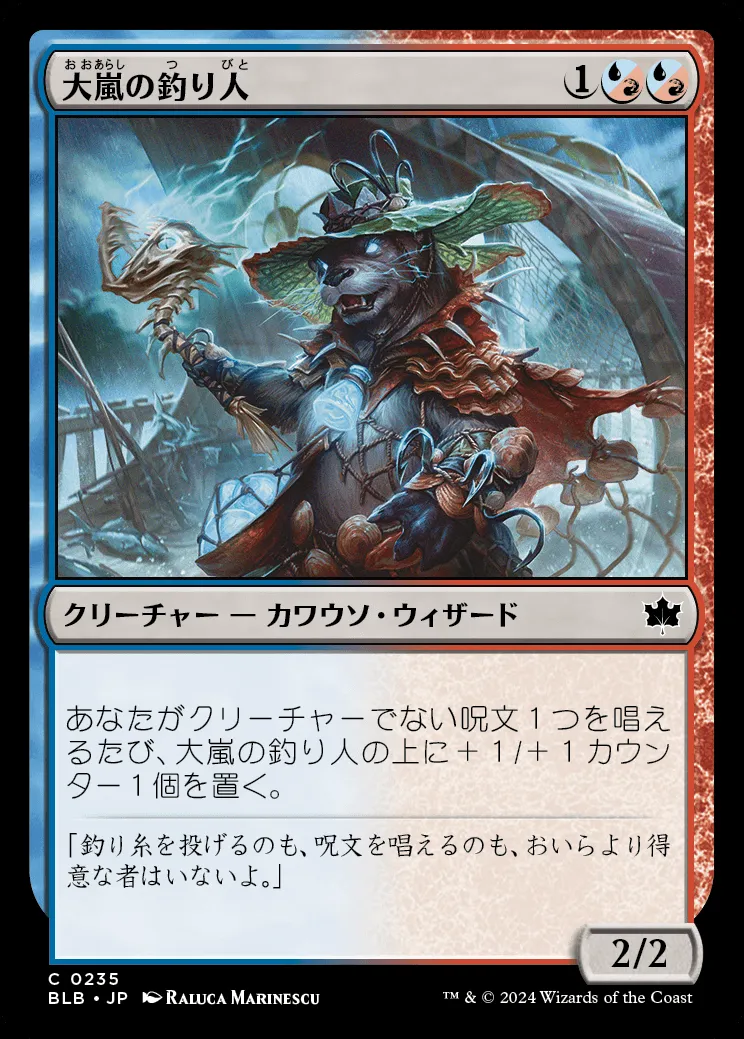 おおあらし つ びと
大嵐の釣り人 1
クリーチャー — カワウソ・ウィザード
あなたがクリーチャーでない呪文1つを唱え
るたび、大嵐の釣り人の上に+1/+1カウン
ター1個を置く。
「釣り糸を投げるのも、呪文を唱えるのも、おいらより得
意な者はいないよ。」
2/2
C 0235
BLB • JP Raluca Marinescu
™ & © 2024 Wizards of the Coast